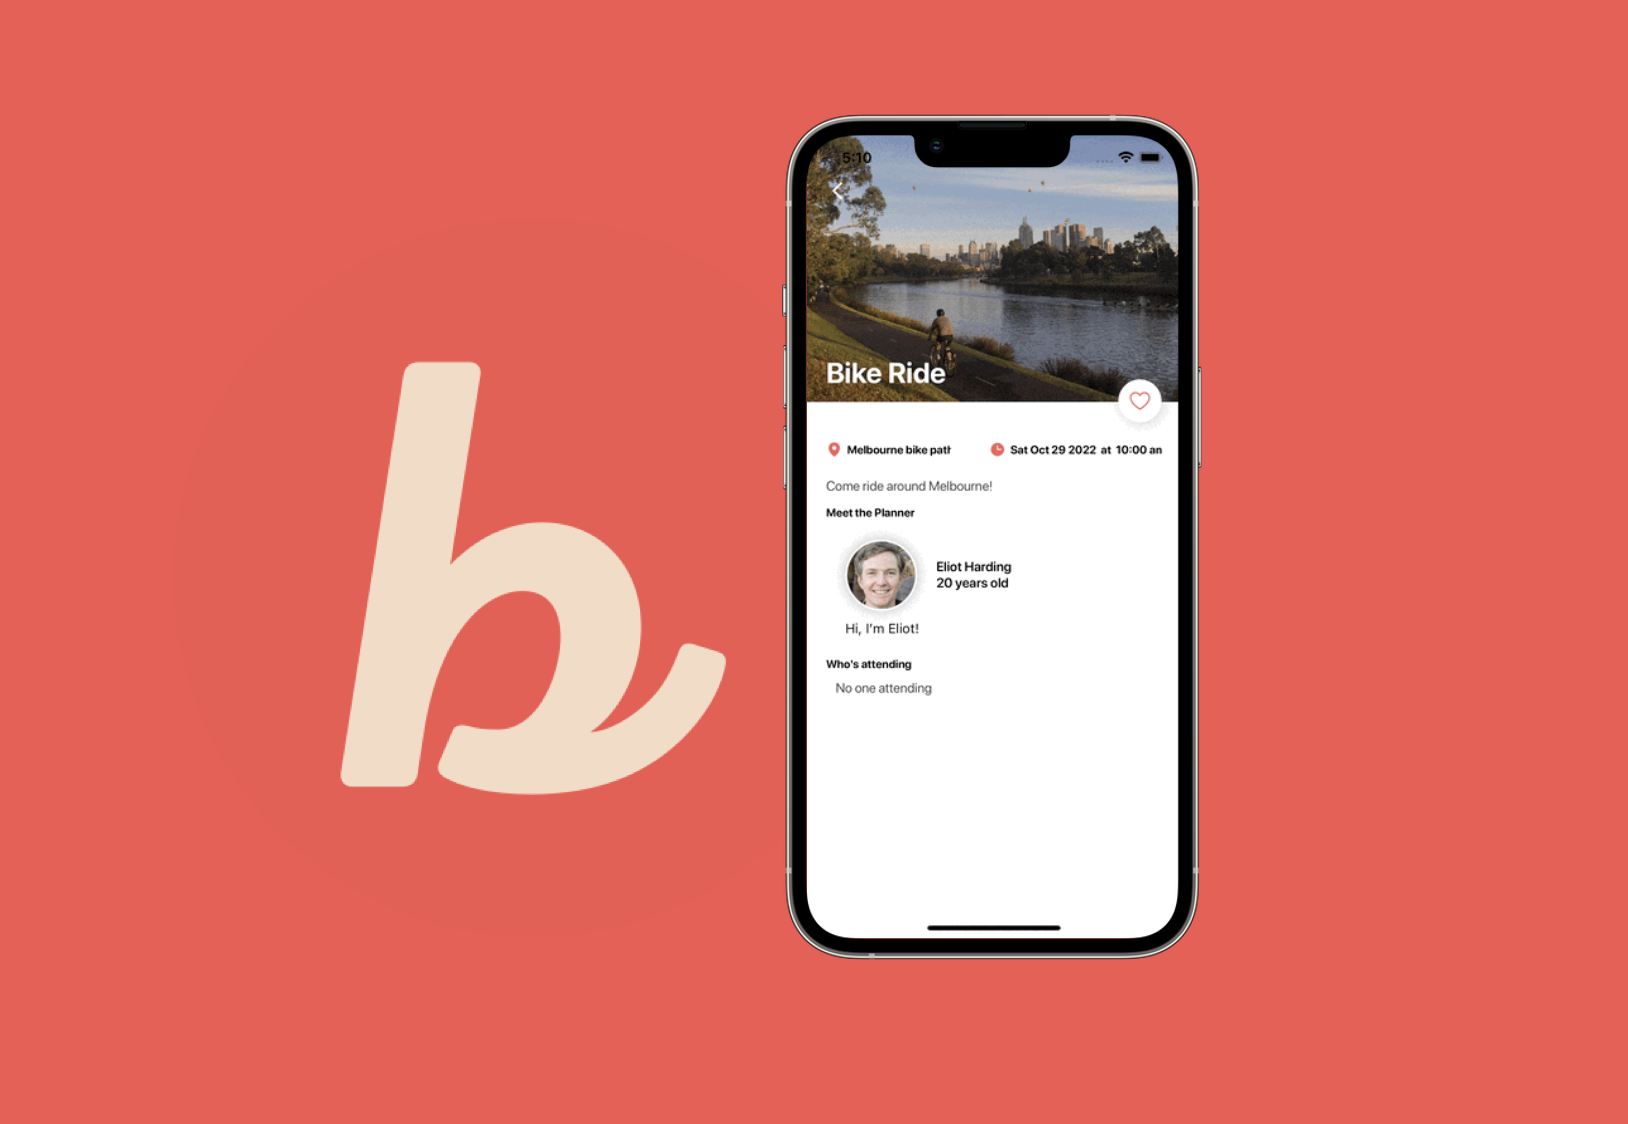 b
5:10
Bike Ride
Melbourne bike path
Sat Oct 29 2022 at 10:00 am
Come ride around Melbourne!
Meet the Planner
Eliot Harding
20 years old
Hi, I'm Eliot!
Who's attending
No one attending